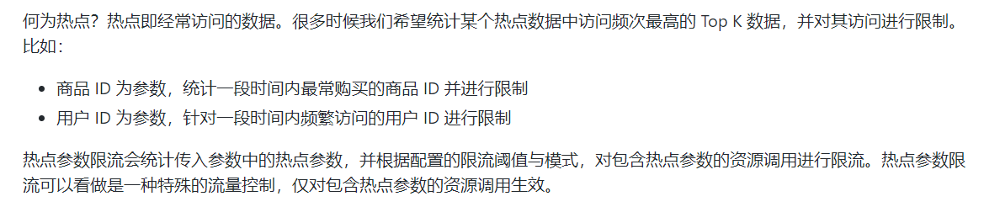 何为热点？热点即经常访问的数据。很多时候我们希望统计某个热点数据中访问频次最高的 Top K 数据，并对其访问进行限制。
比如：
• 商品 ID 为参数，统计一段时间内最常购买的商品 ID 并进行限制
• 用户 ID 为参数，针对一段时间内频繁访问的用户 ID 进行限制
热点参数限流会统计传入参数中的热点参数，并根据配置的限流阈值与模式，对包含热点参数的资源调用进行限流。热点参数限
流可以看做是一种特殊的流量控制，仅对包含热点参数的资源调用生效。